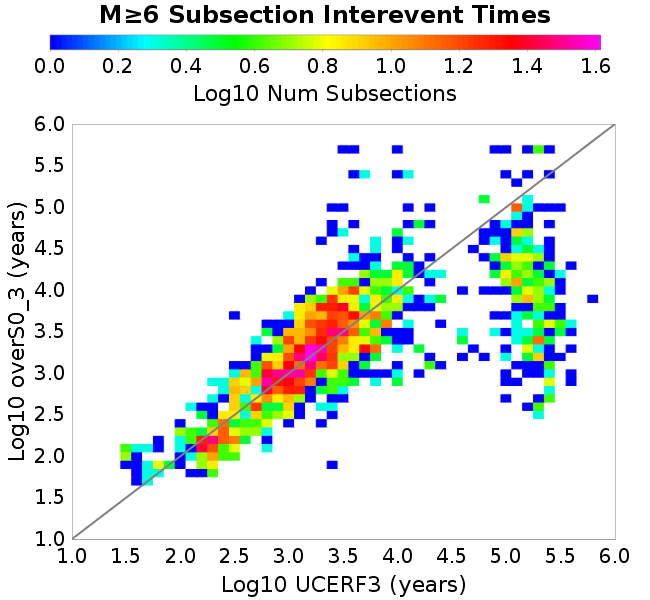 M≥6 Subsection Interevent Times
0.0 0.2 0.4 0.6 0.8 1.0 1.2 1.4 1.6
Log10 Num Subsections
6.0
5.5
5.0
4.5
4.0
3.5
3.0
2.5
2.0
1.5
1.0
Log10 overS0_3 (years)
1.0 1.5 2.0 2.5 3.0 3.5 4.0 4.5 5.0 5.5 6.0
Log10 UCERF3 (years)